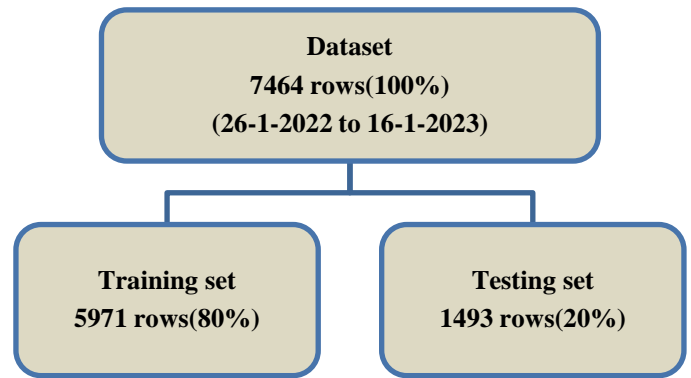 Dataset
7464 rows(100%)
(26-1-2022 to 16-1-2023)
Training set
5971 rows(80%)
Testing set
1493 rows(20%)